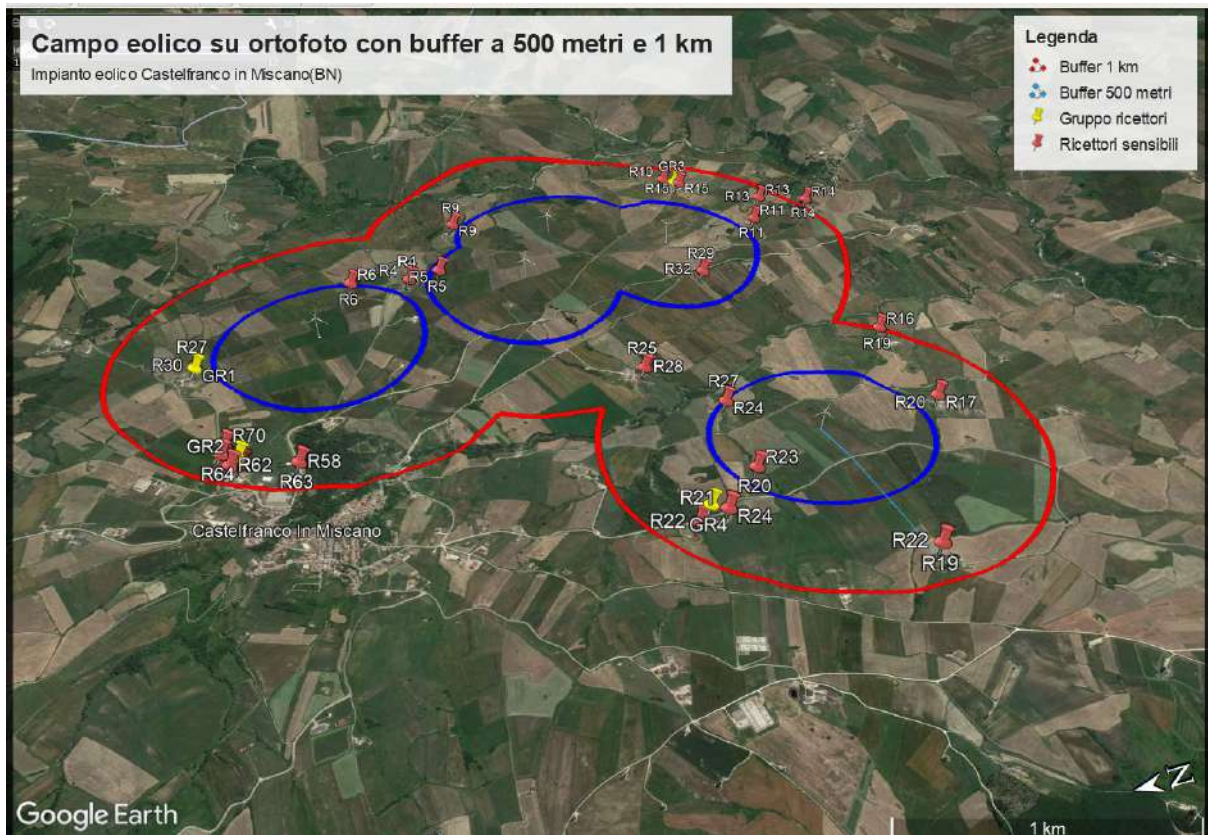 Campo eolico su ortofoto con buffer a 500 metri e 1 km
Impianto eolico Castelfranco in Miscano(BN)
Legenda
Buffer 1 km
Buffer 500 metri
Gruppo ricettori
Ricettori sensibili
R10 GR3
R15 R15
R13 R13 R14
R14
R11
R11
R9
R9
R29
R32
R4
R4
R5
R5
R6
R6
R16
R19
R27
R30
GR1
R25
R28
R27
R24
R20 R17
R70
GR2
R62
R64
R58
R63
R23
R20
R21
R24
R22
GR4
R22
R19
Castelfranco In Miscano
N
Google Earth
1 km